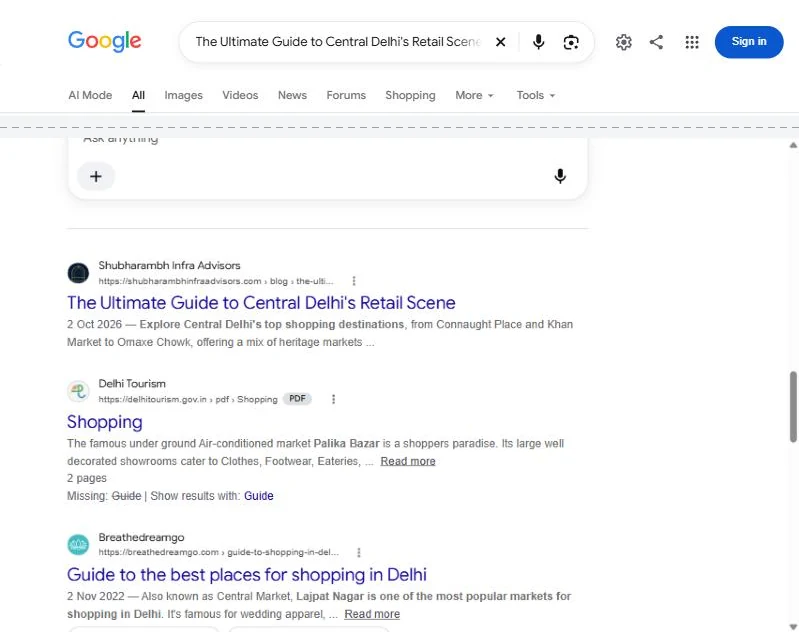 Google
The Ultimate Guide to Central Delhi's Retail Scene
Sign in
AI Mode All Images Videos News Forums Shopping More Tools
Ask anything
Shubharambh Infra Advisors
https://shubharambhinfraadvisors.com › blog › the-ulti...
The Ultimate Guide to Central Delhi's Retail Scene
2 Oct 2026 — Explore Central Delhi's top shopping destinations, from Connaught Place and Khan
Market to Omaxe Chowk, offering a mix of heritage markets ...
Delhi Tourism
https://delhitourism.gov.in › pdf › Shopping PDF
Shopping
The famous under ground Air-conditioned market Palika Bazar is a shoppers paradise. Its large well
decorated showrooms cater to Clothes, Footwear, Eateries, ... Read more
2 pages
Missing: Guide | Show results with: Guide
Breathedreamgo
https://breathedreamgo.com › guide-to-shopping-in-del...
Guide to the best places for shopping in Delhi
2 Nov 2022 — Also known as Central Market, Lajpat Nagar is one of the most popular markets for
shopping in Delhi. It's famous for wedding apparel, ... Read more